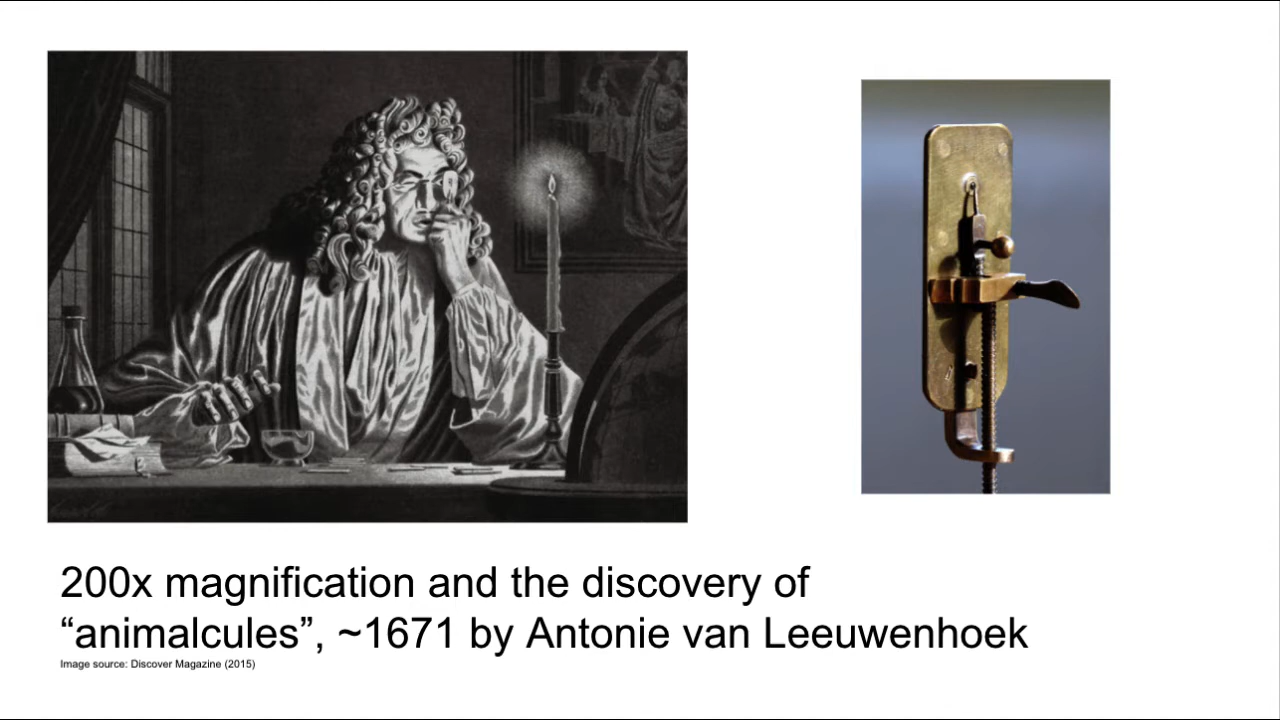 200x magnification and the discovery of
“animalcules”, ~1671 by Antonie van Leeuwenhoek
Image source: Discover Magazine (2015)